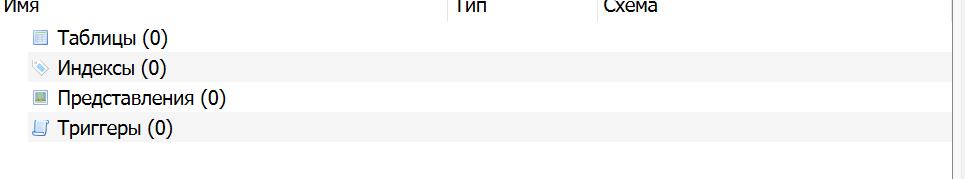 Имя Тип Схема
Таблицы (0)
Индексы (0)
Представления (0)
Триггеры (0)